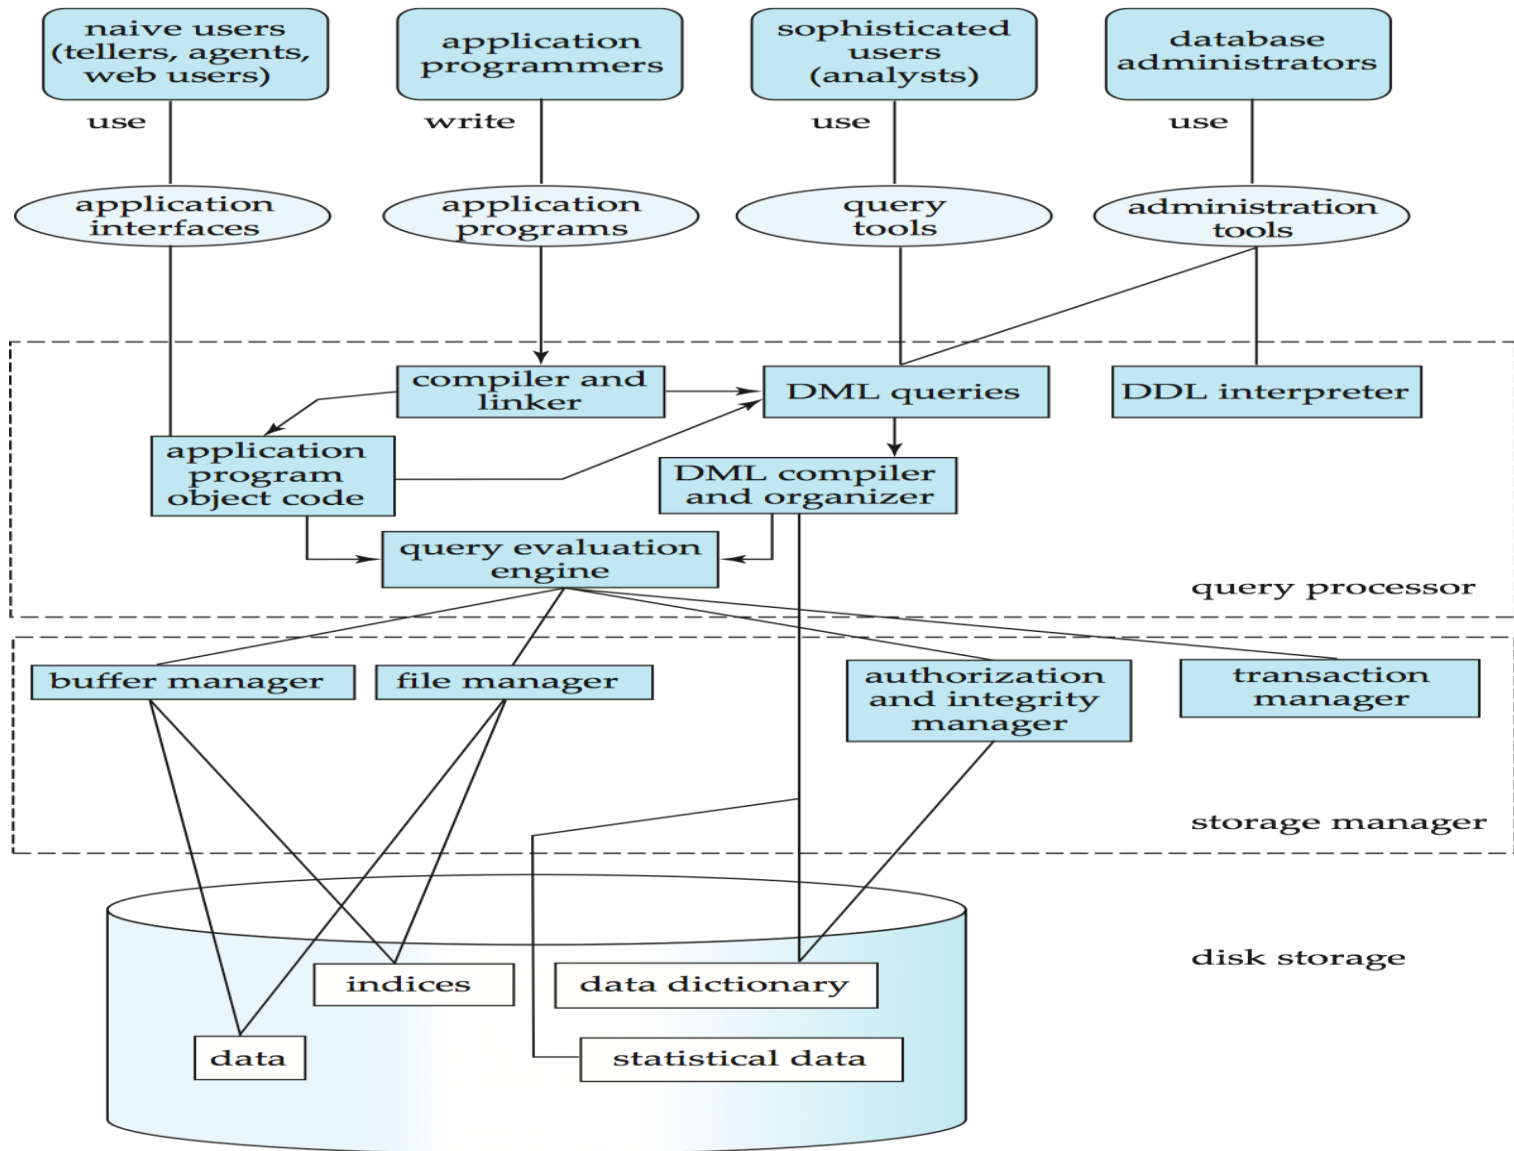 naive users
(tellers, agents,
web users)
application
programmers
sophisticated
users
(analysts)
database
administrators
use
write
use
use
application
interfaces
application
programs
query
tools
administration
tools
compiler and
linker
DML queries
DDL interpreter
application
program
object code
DML compiler
and organizer
query evaluation
engine
query processor
buffer manager
file manager
authorization
and integrity
manager
transaction
manager
storage manager
disk storage
indices
data dictionary
data
statistical data